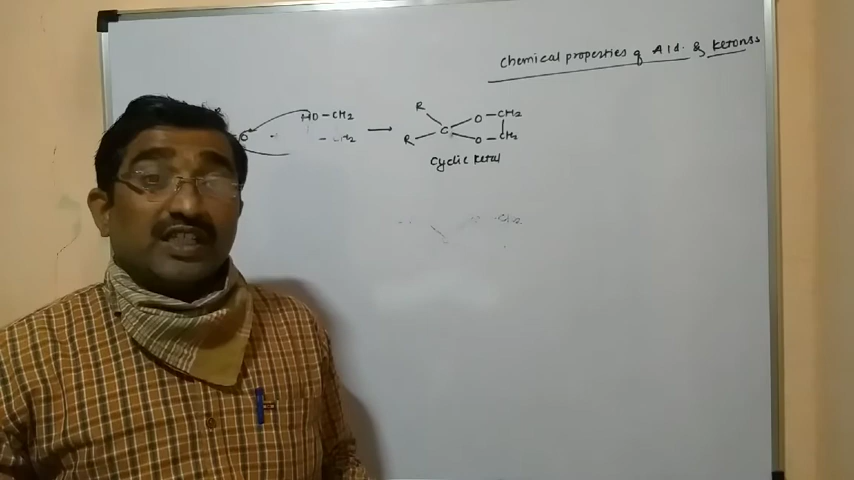 Chemical properties of Ald. & Ketones
R
O HO-CH2 → R C O-CH2
-CH2 R O-CH2
Cyclic Ketal